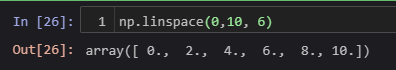 In [26]: 1 np.linspace(0,10, 6)
Out[26]: array([ 0., 2., 4., 6., 8., 10.])